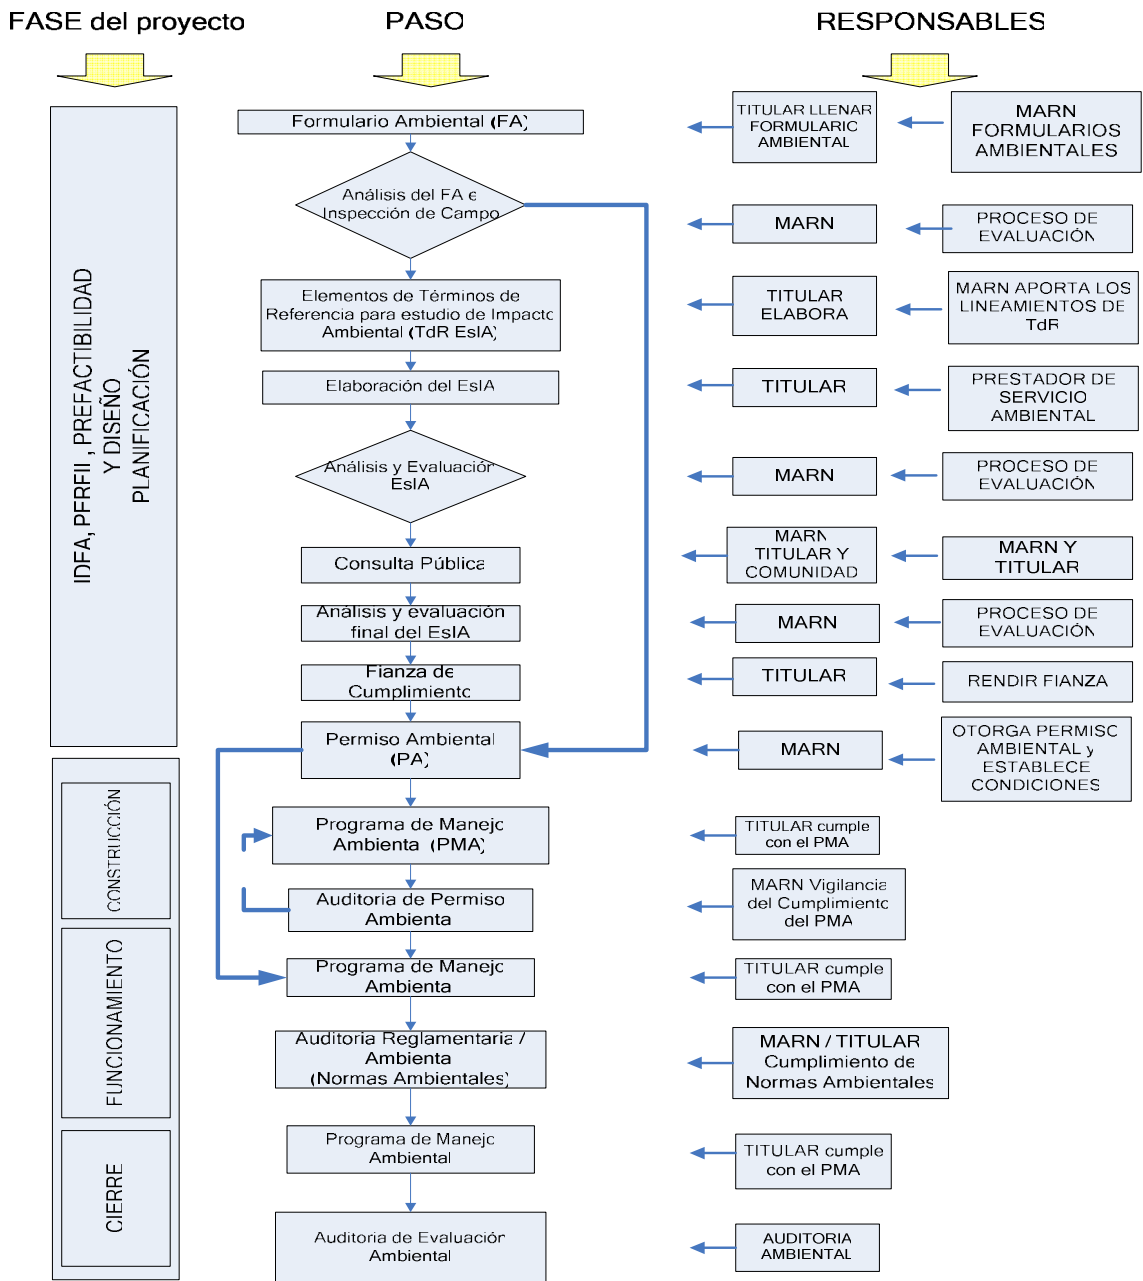 FASE del proyecto
PASO
RESPONSABLES
IDEA, PERFIL, PREFACTIBILIDAD
Y DISEÑO
PLANIFICACIÓN
CONSTRUCCIÓN
FUNCIONAMIENTO
CIERRE
Formulario Ambiental (FA)
Análisis del FA e
Inspección de Campo
Elementos de Términos de
Referencia para estudio de Impacto
Ambiental (TdR EsIA)
Elaboración del EsIA
Análisis y Evaluación
EsIA
Consulta Pública
Análisis y evaluación
final del EsIA
Fianza de
Cumplimiento
Permiso Ambiental
(PA)
Programa de Manejo
Ambienta (PMA)
Auditoria de Permiso
Ambienta
Programa de Manejo
Ambienta
Auditoria Reglamentaria /
Ambienta
(Normas Ambientales)
Programa de Manejo
Ambiental
Auditoria de Evaluación
Ambiental
TITULAR LLENAR
FORMULARIO
AMBIENTAL
MARN
FORMULARIOS
AMBIENTALES
MARN
PROCESO DE
EVALUACIÓN
TITULAR
ELABORA
MARN APORTA LOS
LINEAMIENTOS DE
TdR
TITULAR
PRESTADOR DE
SERVICIO
AMBIENTAL
MARN
PROCESO DE
EVALUACIÓN
MARN
TITULAR Y
COMUNIDAD
MARN Y
TITULAR
MARN
PROCESO DE
EVALUACIÓN
TITULAR
RENDIR FIANZA
MARN
OTORGA PERMISO
AMBIENTAL y
ESTABLECE
CONDICIONES
TITULAR cumple
con el PMA
MARN Vigilancia
del Cumplimiento
del PMA
TITULAR cumple
con el PMA
MARN / TITULAR
Cumplimiento de
Normas Ambientales
TITULAR cumple
con el PMA
AUDITORIA
AMBIENTAL